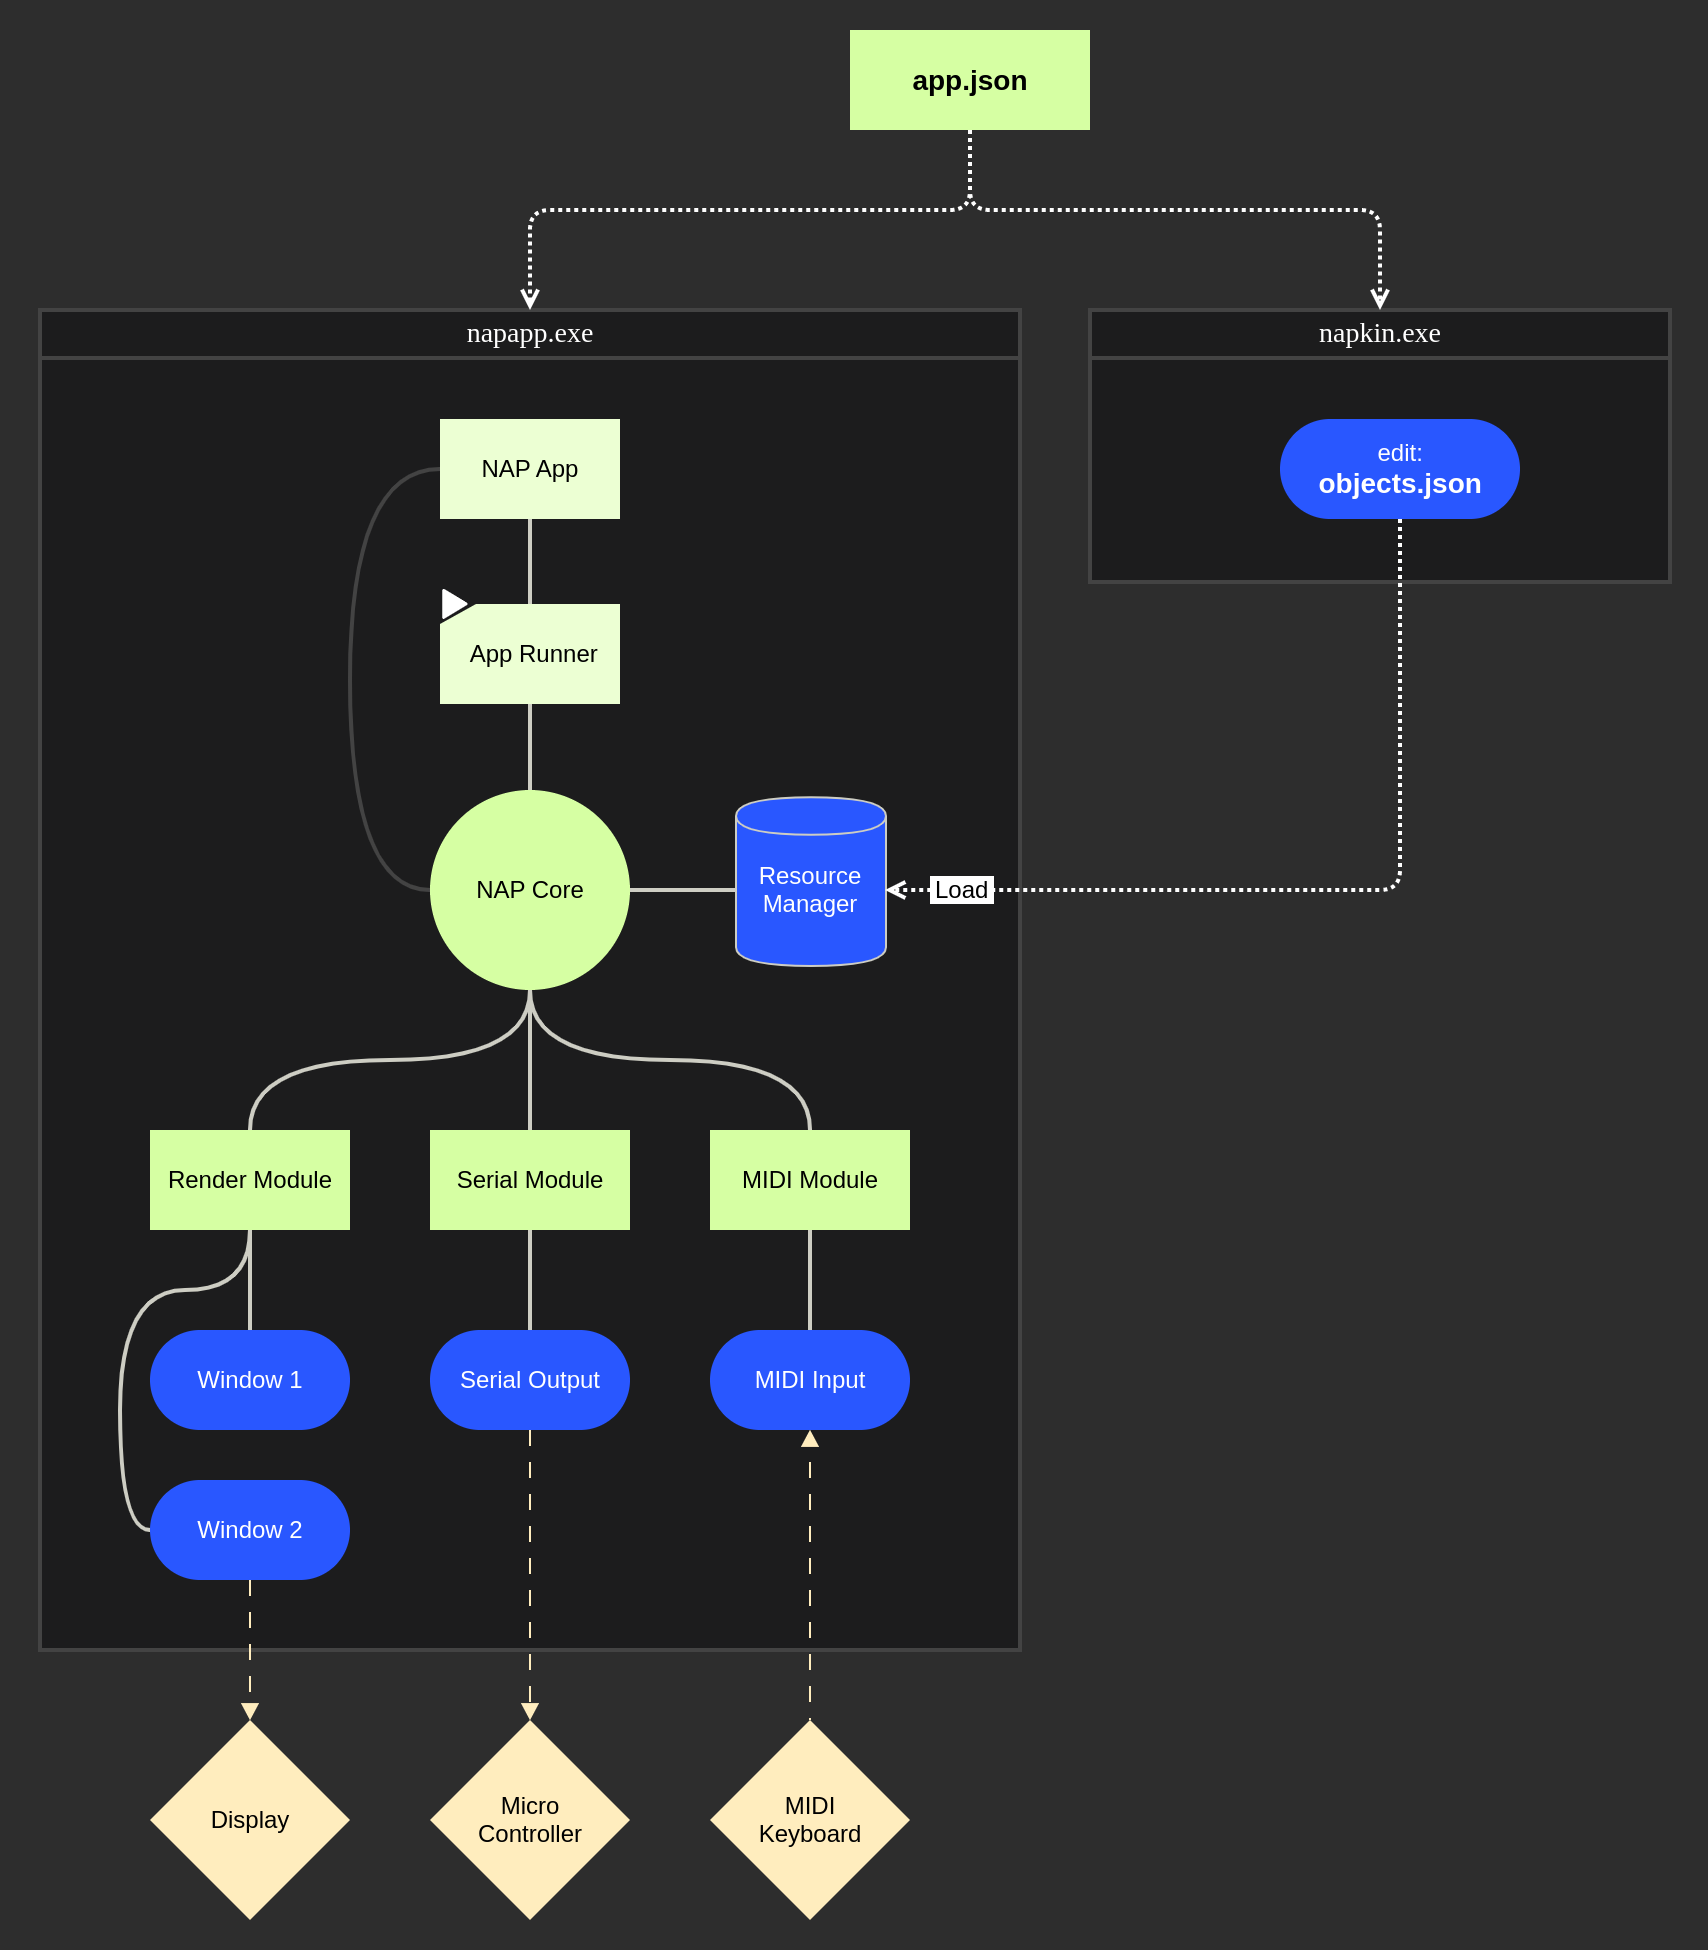 app.json
napapp.exe
napkin.exe
NAP App
edit:
objects.json
App Runner
NAP Core
Resource
Manager
Load
Render Module
Serial Module
MIDI Module
Window 1
Serial Output
MIDI Input
Window 2
Display
Micro
Controller
MIDI
Keyboard